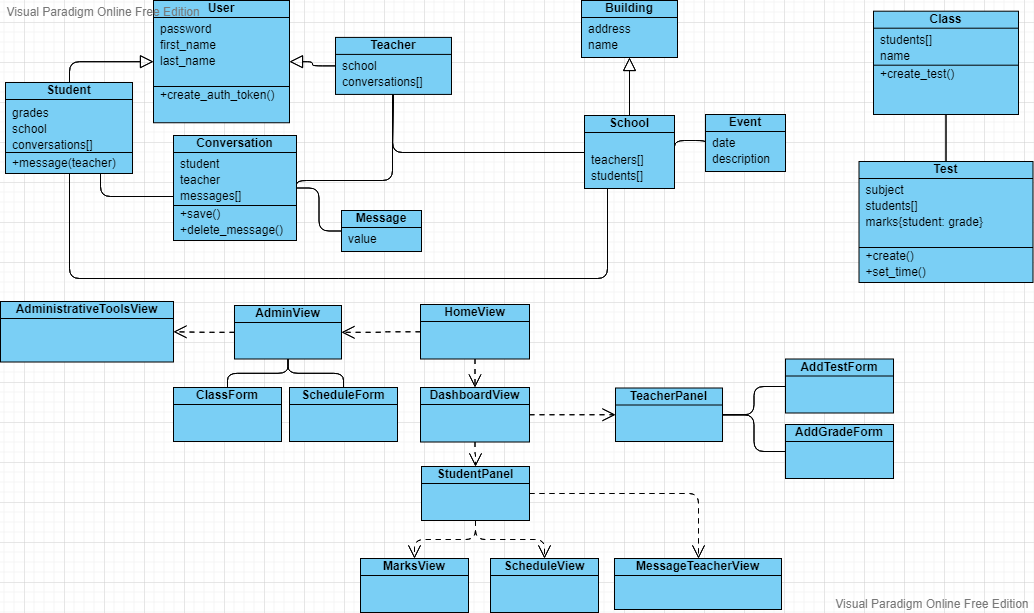 Visual Paradigm Online Free Edition
User
password
first_name
last_name
+create_auth_token()
Teacher
school
conversations[]
Building
address
name
Class
students[]
name
+create_test()
Student
grades
school
conversations[]
+message(teacher)
Conversation
student
teacher
messages[]
+save()
+delete_message()
Message
value
School
teachers[]
students[]
Event
date
description
Test
subject
students[]
marks{student: grade}
+create()
+set_time()
AdministrativeToolsView
AdminView
HomeView
ClassForm
ScheduleForm
DashboardView
TeacherPanel
AddTestForm
AddGradeForm
StudentPanel
MarksView
ScheduleView
MessageTeacherView
Visual Paradigm Online Free Edition